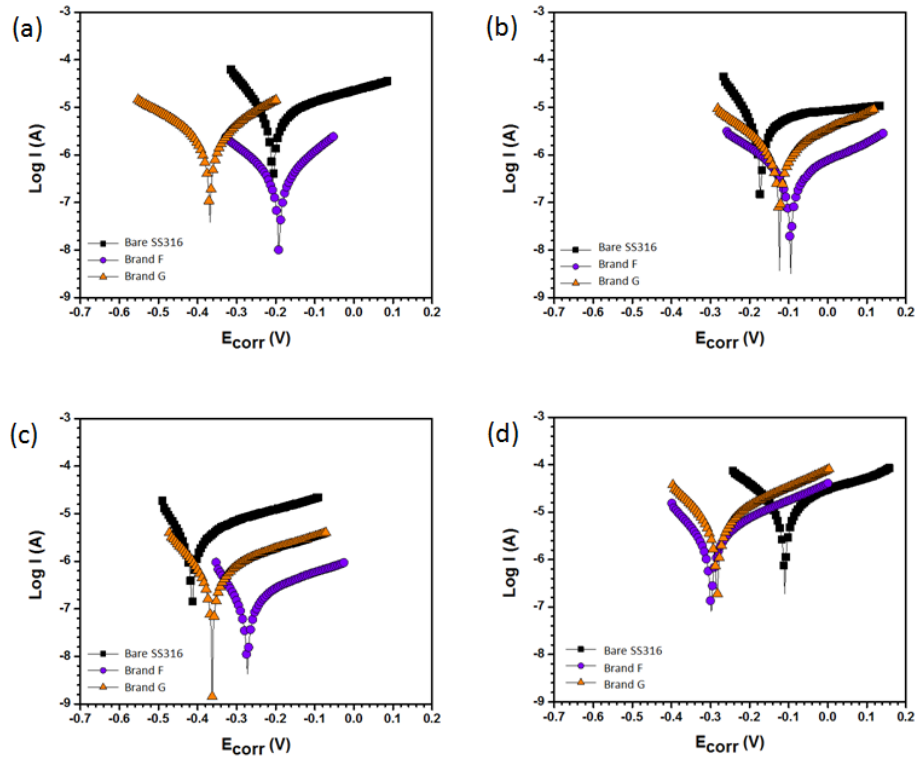 (a)
-3
-4
-5
-6
-7
-8
-9
Log I (A)
Bare SS316
Brand F
Brand G
-0.7 -0.6 -0.5 -0.4 -0.3 -0.2 -0.1 0.0 0.1 0.2
Ecorr (V)
(b)
-3
-4
-5
-6
-7
-8
-9
Log I (A)
Bare SS316
Brand F
Brand G
-0.7 -0.6 -0.5 -0.4 -0.3 -0.2 -0.1 0.0 0.1 0.2
Ecorr (V)
(c)
-3
-4
-5
-6
-7
-8
-9
Log I (A)
Bare SS316
Brand F
Brand G
-0.7 -0.6 -0.5 -0.4 -0.3 -0.2 -0.1 0.0 0.1 0.2
Ecorr (V)
(d)
-3
-4
-5
-6
-7
-8
-9
Log I (A)
Bare SS316
Brand F
Brand G
-0.7 -0.6 -0.5 -0.4 -0.3 -0.2 -0.1 0.0 0.1 0.2
Ecorr (V)